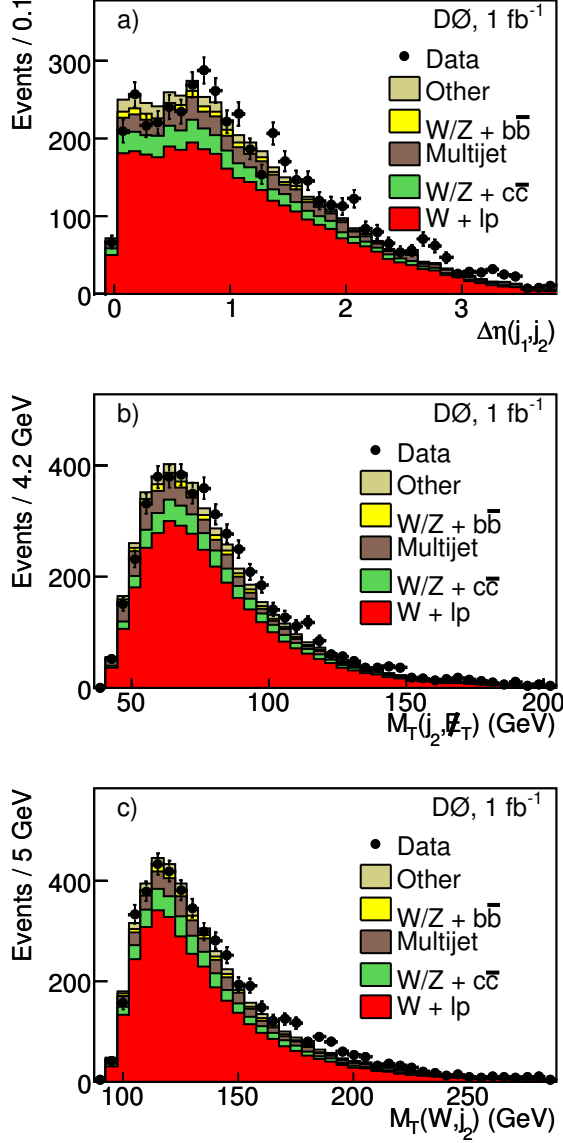 a)
DØ, 1 fb⁻¹
Events / 0.1
300
200
100
0
Data
Other
W/Z + bb̅
Multijet
W/Z + cc̅
W + lp
0 1 2 3
Δη(j₁,j₂)
b)
DØ, 1 fb⁻¹
Events / 4.2 GeV
400
200
0
Data
Other
W/Z + bb̅
Multijet
W/Z + cc̅
W + lp
50 100 150 200
M_T(j₂,E̸_T) (GeV)
c)
DØ, 1 fb⁻¹
Events / 5 GeV
400
200
0
Data
Other
W/Z + bb̅
Multijet
W/Z + cc̅
W + lp
100 150 200 250
M_T(W,j₂) (GeV)